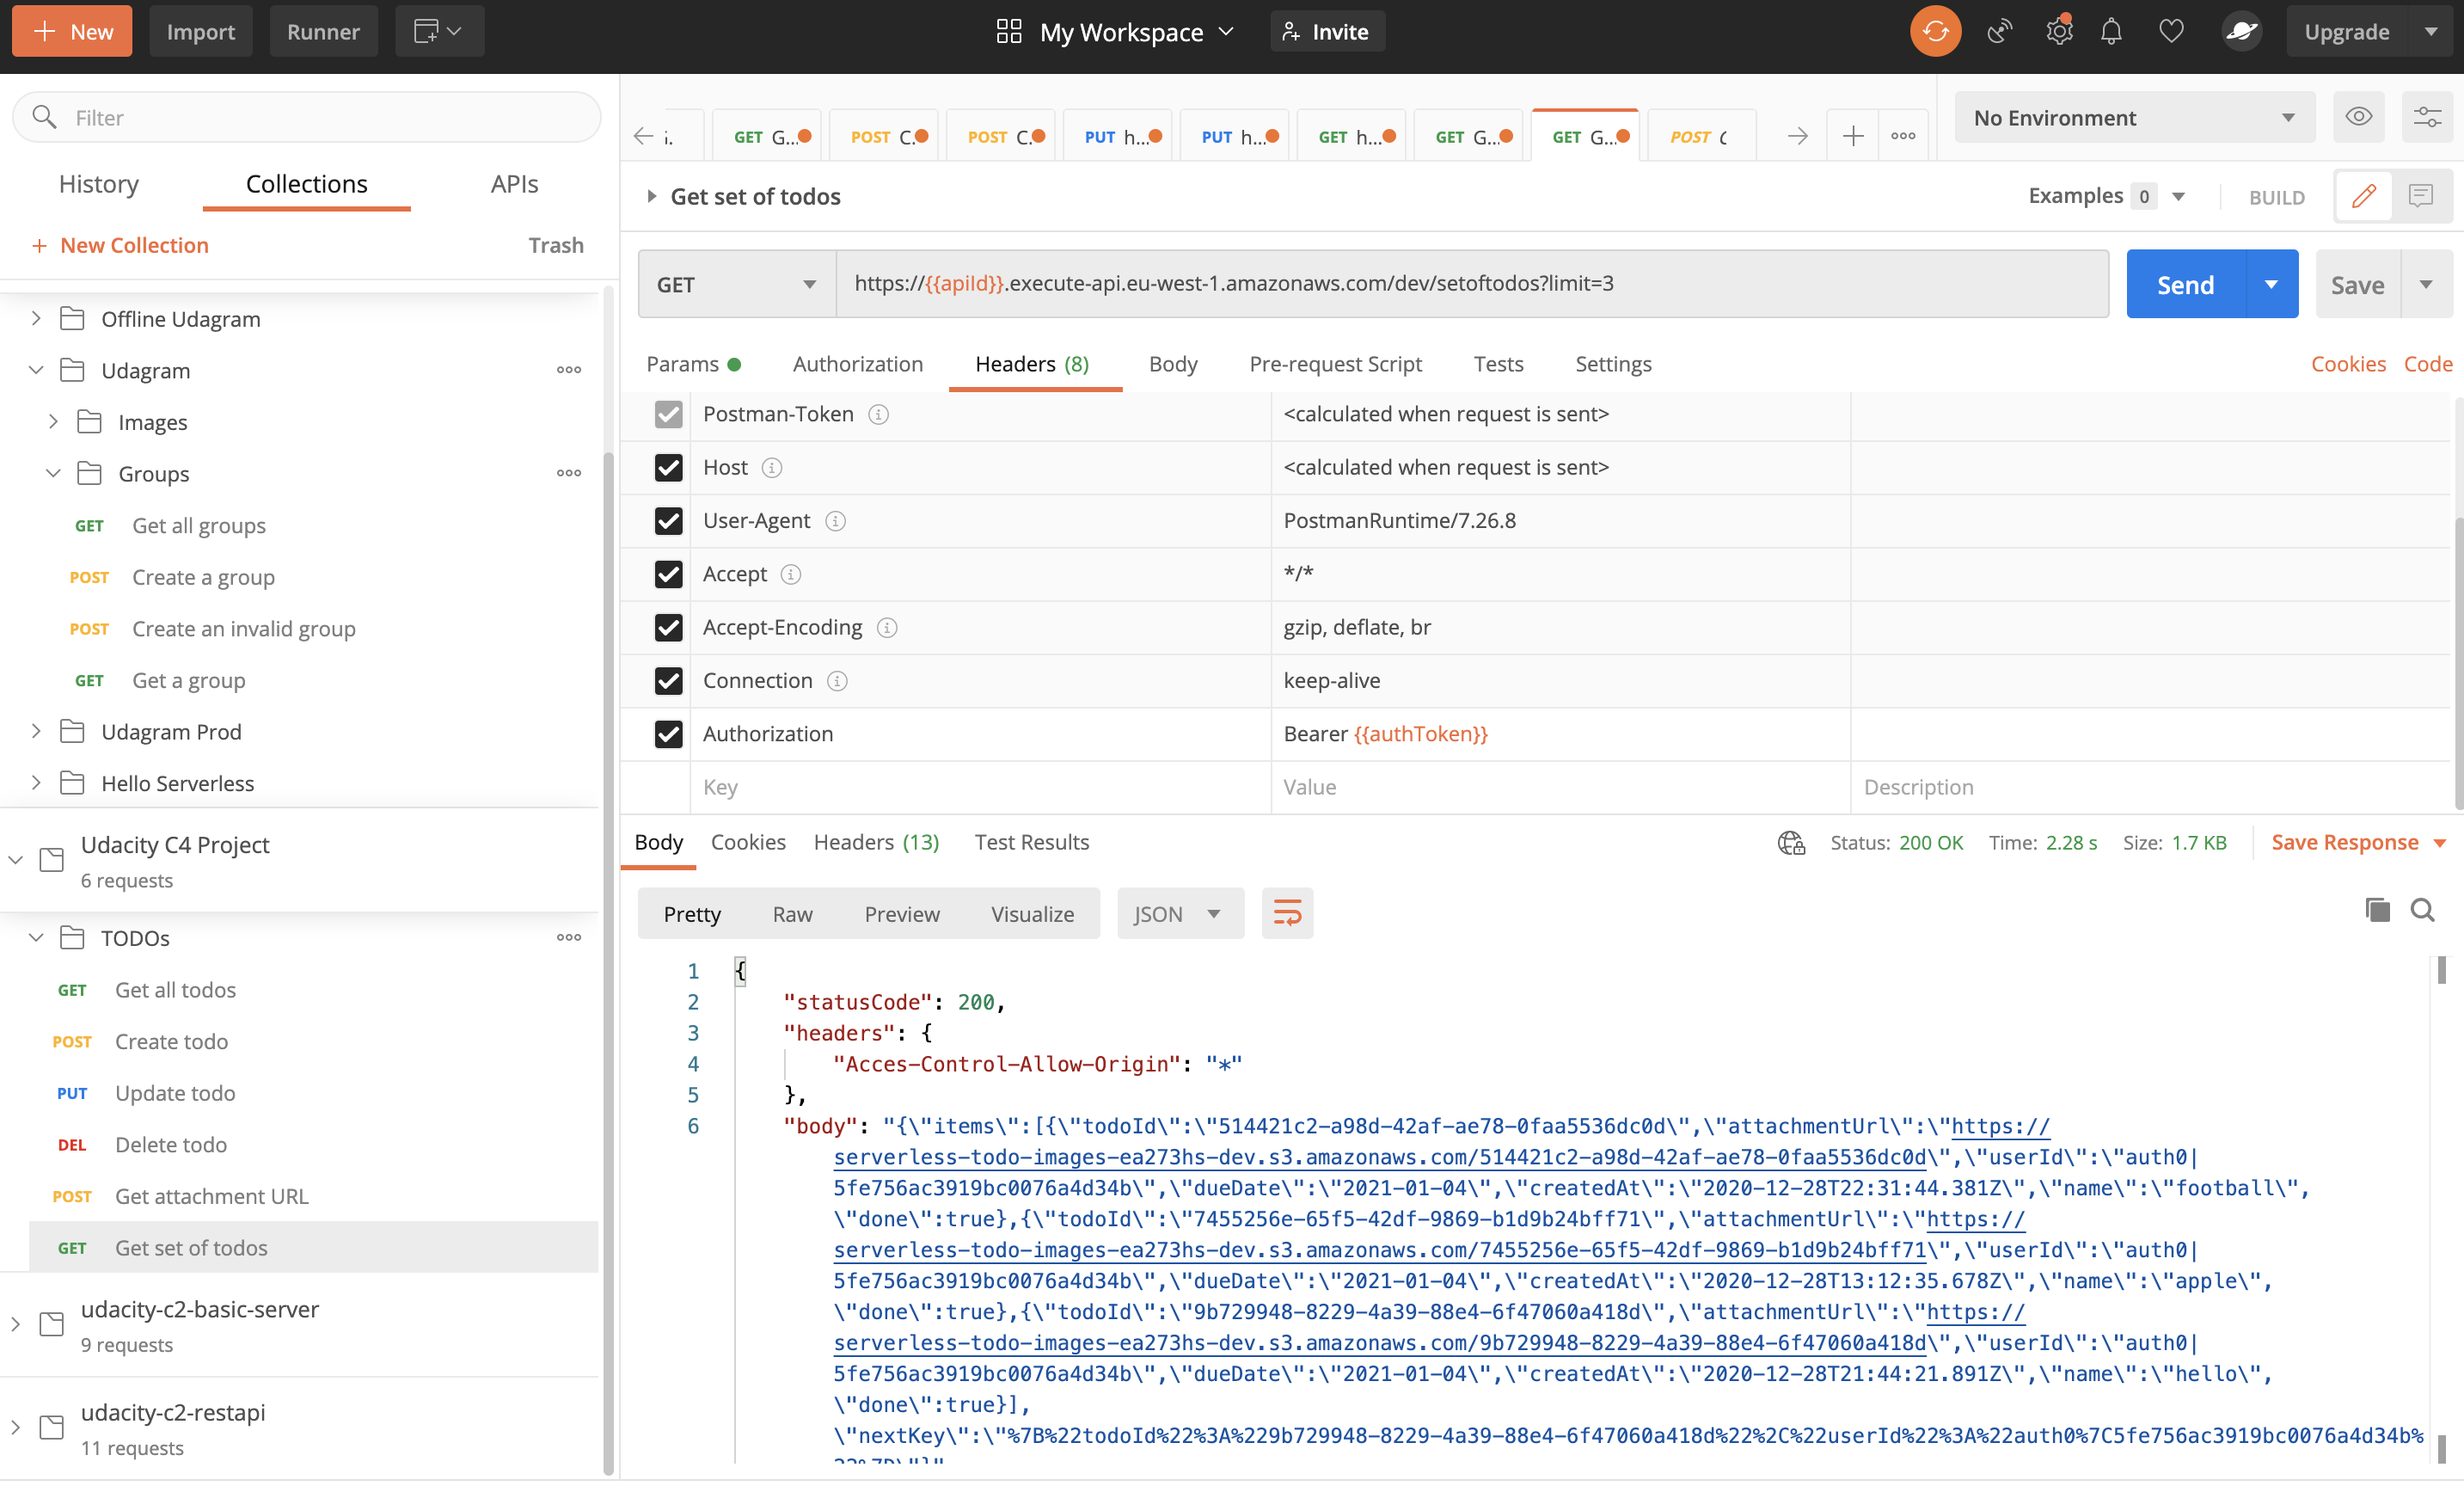 New
Import
Runner
My Workspace
Invite
Upgrade
Filter
History
Collections
APIs
New Collection
Trash
Offline Udagram
Udagram
Images
Groups
GET Get all groups
POST Create a group
POST Create an invalid group
GET Get a group
Udagram Prod
Hello Serverless
Udacity C4 Project
6 requests
TODOs
GET Get all todos
POST Create todo
PUT Update todo
DEL Delete todo
POST Get attachment URL
GET Get set of todos
udacity-c2-basic-server
9 requests
udacity-c2-restapi
11 requests
GET G...
POST C.
POST C.
PUT h...
PUT h...
GET h...
GET G...
GET G...
POST
No Environment
Get set of todos
Examples 0
BUILD
GET
https://{{apiId}}.execute-api.eu-west-1.amazonaws.com/dev/setoftodos?limit=3
Send
Save
Params
Authorization
Headers (8)
Body
Pre-request Script
Tests
Settings
Cookies
Code
Postman-Token <calculated when request is sent>
Host <calculated when request is sent>
User-Agent PostmanRuntime/7.26.8
Accept */*
Accept-Encoding gzip, deflate, br
Connection keep-alive
Authorization Bearer {{authToken}}
Key Value Description
Body
Cookies
Headers (13)
Test Results
Status: 200 OK
Time: 2.28 s
Size: 1.7 KB
Save Response
Pretty
Raw
Preview
Visualize
JSON
1 {
2 "statusCode": 200,
3 "headers": {
4 "Acces-Control-Allow-Origin": "*"
5 },
6 "body": "{\"items\":[{\"todoId\":\"514421c2-a98d-42af-ae78-0faa5536dc0d\",\"attachmentUrl\":\"https://
serverless-todo-images-ea273hs-dev.s3.amazonaws.com/514421c2-a98d-42af-ae78-0faa5536dc0d\",\"userId\":\"auth0|
5fe756ac3919bc0076a4d34b\",\"dueDate\":\"2021-01-04\",\"createdAt\":\"2020-12-28T22:31:44.381Z\",\"name\":\"football\",
\"done\":true},{\"todoId\":\"7455256e-65f5-42df-9869-b1d9b24bff71\",\"attachmentUrl\":\"https://
serverless-todo-images-ea273hs-dev.s3.amazonaws.com/7455256e-65f5-42df-9869-b1d9b24bff71\",\"userId\":\"auth0|
5fe756ac3919bc0076a4d34b\",\"dueDate\":\"2021-01-04\",\"createdAt\":\"2020-12-28T13:12:35.678Z\",\"name\":\"apple\",
\"done\":true},{\"todoId\":\"9b729948-8229-4a39-88e4-6f47060a418d\",\"attachmentUrl\":\"https://
serverless-todo-images-ea273hs-dev.s3.amazonaws.com/9b729948-8229-4a39-88e4-6f47060a418d\",\"userId\":\"auth0|
5fe756ac3919bc0076a4d34b\",\"dueDate\":\"2021-01-04\",\"createdAt\":\"2020-12-28T21:44:21.891Z\",\"name\":\"hello\",
\"done\":true}],
\"nextKey\":\"%7B%22todoId%22%3A%229b729948-8229-4a39-88e4-6f47060a418d%22%2C%22userId%22%3A%22auth0%7C5fe756ac3919bc0076a4d34b%